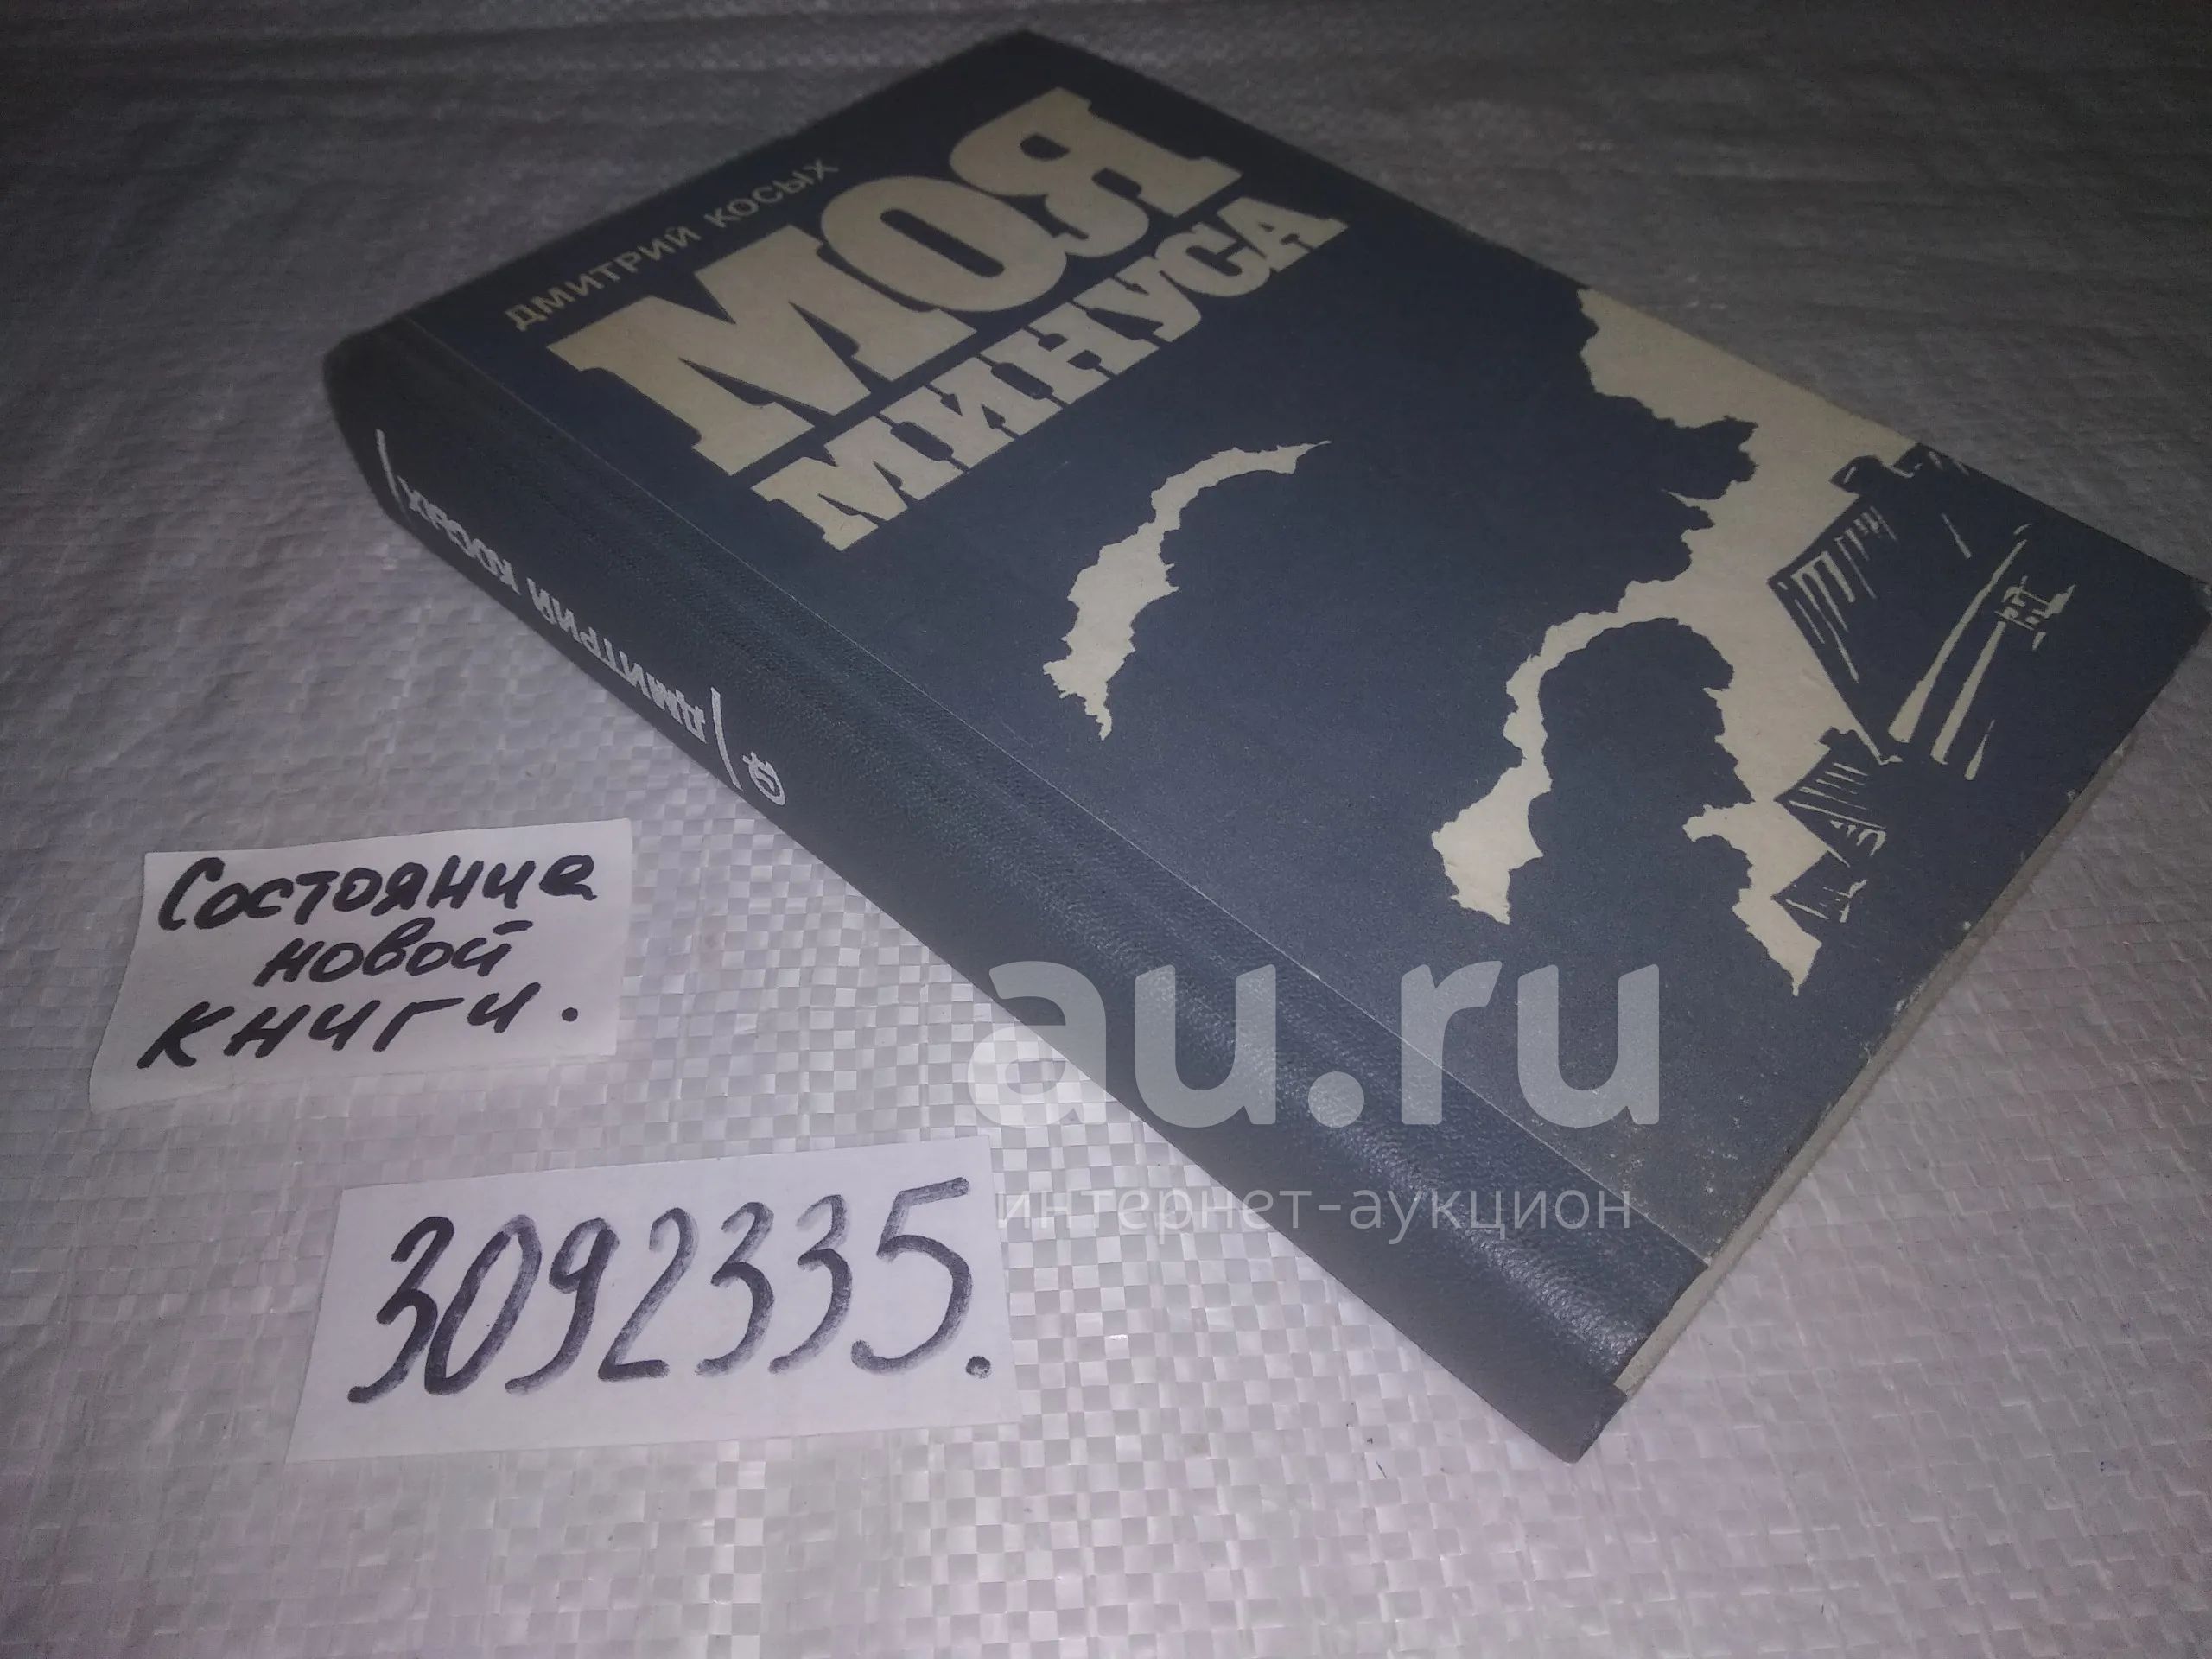 ДМИТРИЙ КОСЫХ
МОЯ
МИНУСА
ДМИТРИЙ КОСЫХ
Состояние
новой
книги.
au.ru
интернет-аукцион
3092335.